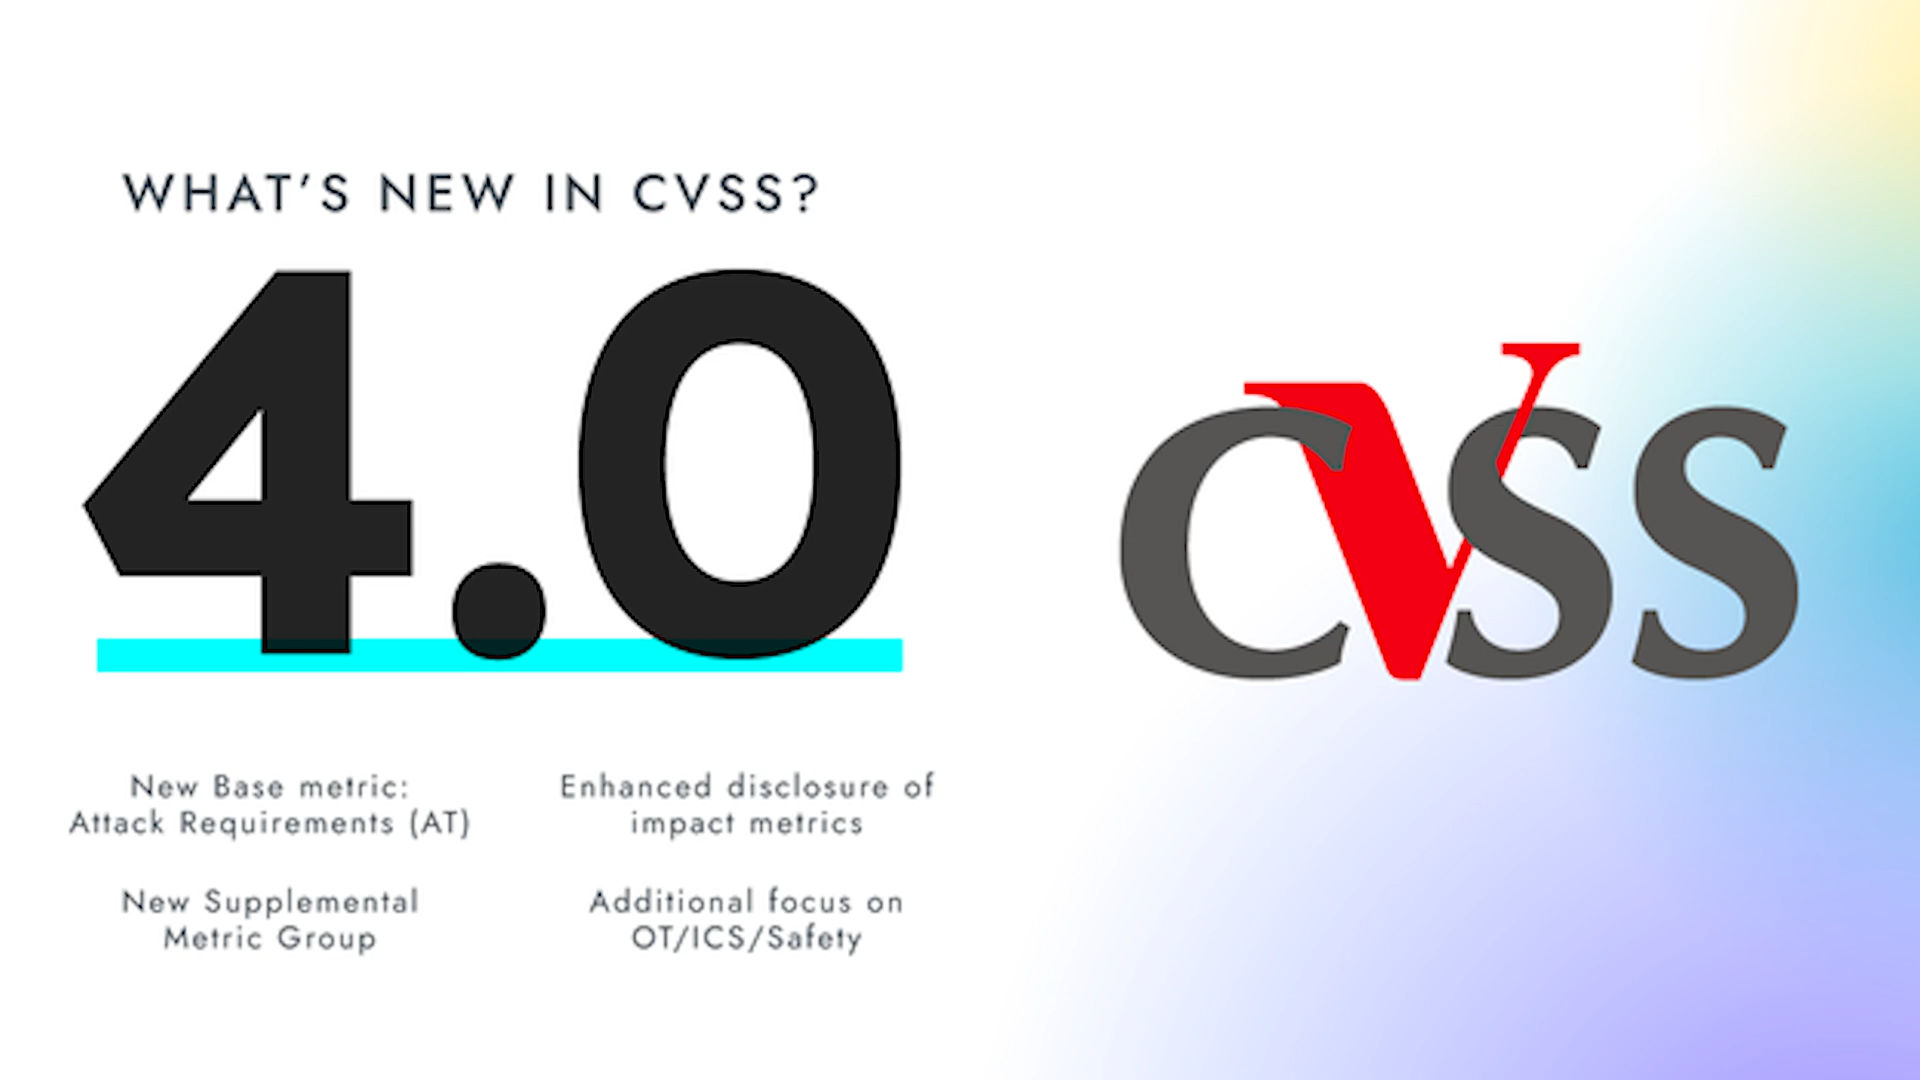 WHAT'S NEW IN CVSS?
4.0
CVSS
New Base metric:
Attack Requirements (AT)
Enhanced disclosure of
impact metrics
New Supplemental
Metric Group
Additional focus on
OT/ICS/Safety